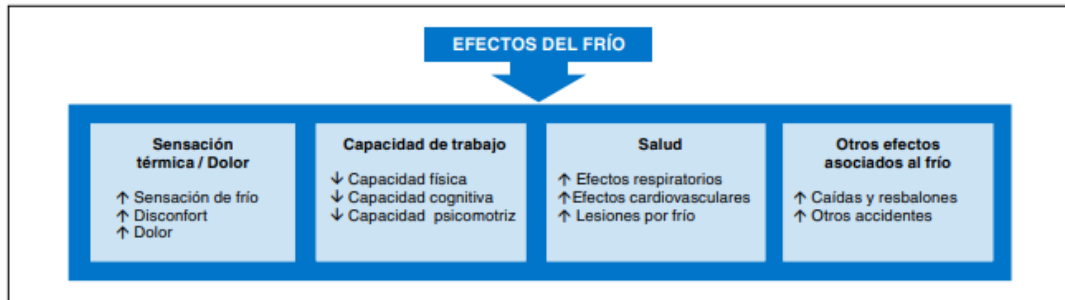 EFECTOS DEL FRÍO
Sensación
térmica / Dolor
↑ Sensación de frío
↑ Disconfort
↑ Dolor
Capacidad de trabajo
↓ Capacidad física
↓ Capacidad cognitiva
↓ Capacidad psicomotriz
Salud
↑ Efectos respiratorios
↑Efectos cardiovasculares
↑ Lesiones por frío
Otros efectos
asociados al frío
↑ Caídas y resbalones
↑ Otros accidentes